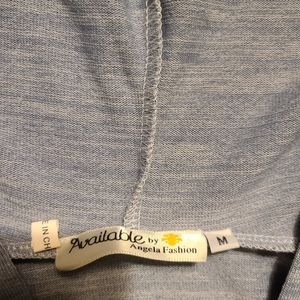 E IN CH
Available by
Angela Fashion
M